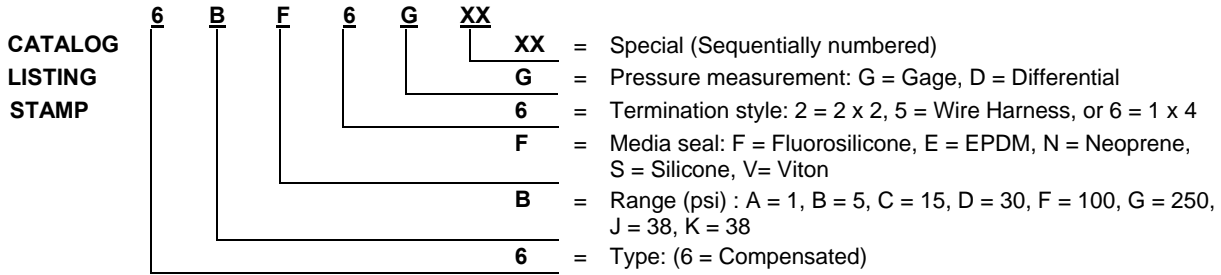 6 B F 6 G XX
CATALOG XX = Special (Sequentially numbered)
LISTING G = Pressure measurement: G = Gage, D = Differential
STAMP 6 = Termination style: 2 = 2 x 2, 5 = Wire Harness, or 6 = 1 x 4
F = Media seal: F = Fluorosilicone, E = EPDM, N = Neoprene,
S = Silicone, V= Viton
B = Range (psi) : A = 1, B = 5, C = 15, D = 30, F = 100, G = 250,
J = 38, K = 38
6 = Type: (6 = Compensated)